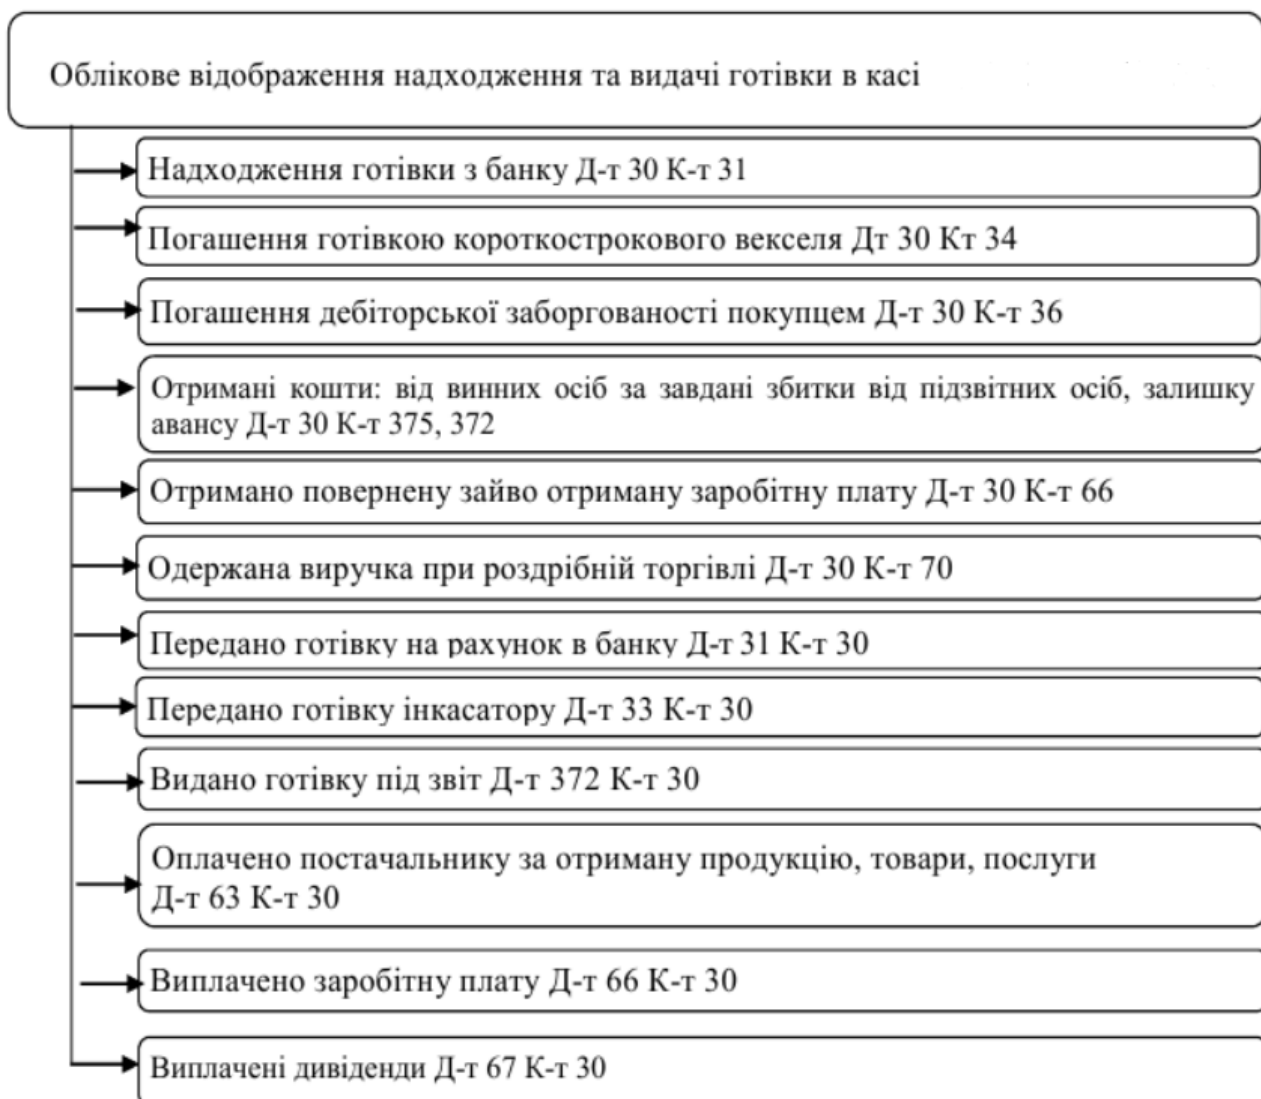 Облікове відображення надходження та видачі готівки в касі
Надходження готівки з банку Д-т 30 К-т 31
Погашення готівкою короткострокового векселя Дт 30 Кт 34
Погашення дебіторської заборгованості покупцем Д-т 30 К-т 36
Отримані кошти: від винних осіб за завдані збитки від підзвітних осіб, залишку
авансу Д-т 30 К-т 375, 372
Отримано повернену зайво отриману заробітну плату Д-т 30 К-т 66
Одержана виручка при роздрібній торгівлі Д-т 30 К-т 70
Передано готівку на рахунок в банку Д-т 31 К-т 30
Передано готівку інкасатору Д-т 33 К-т 30
Видано готівку під звіт Д-т 372 К-т 30
Оплачено постачальнику за отриману продукцію, товари, послуги
Д-т 63 К-т 30
Виплачено заробітну плату Д-т 66 К-т 30
Виплачені дивіденди Д-т 67 К-т 30